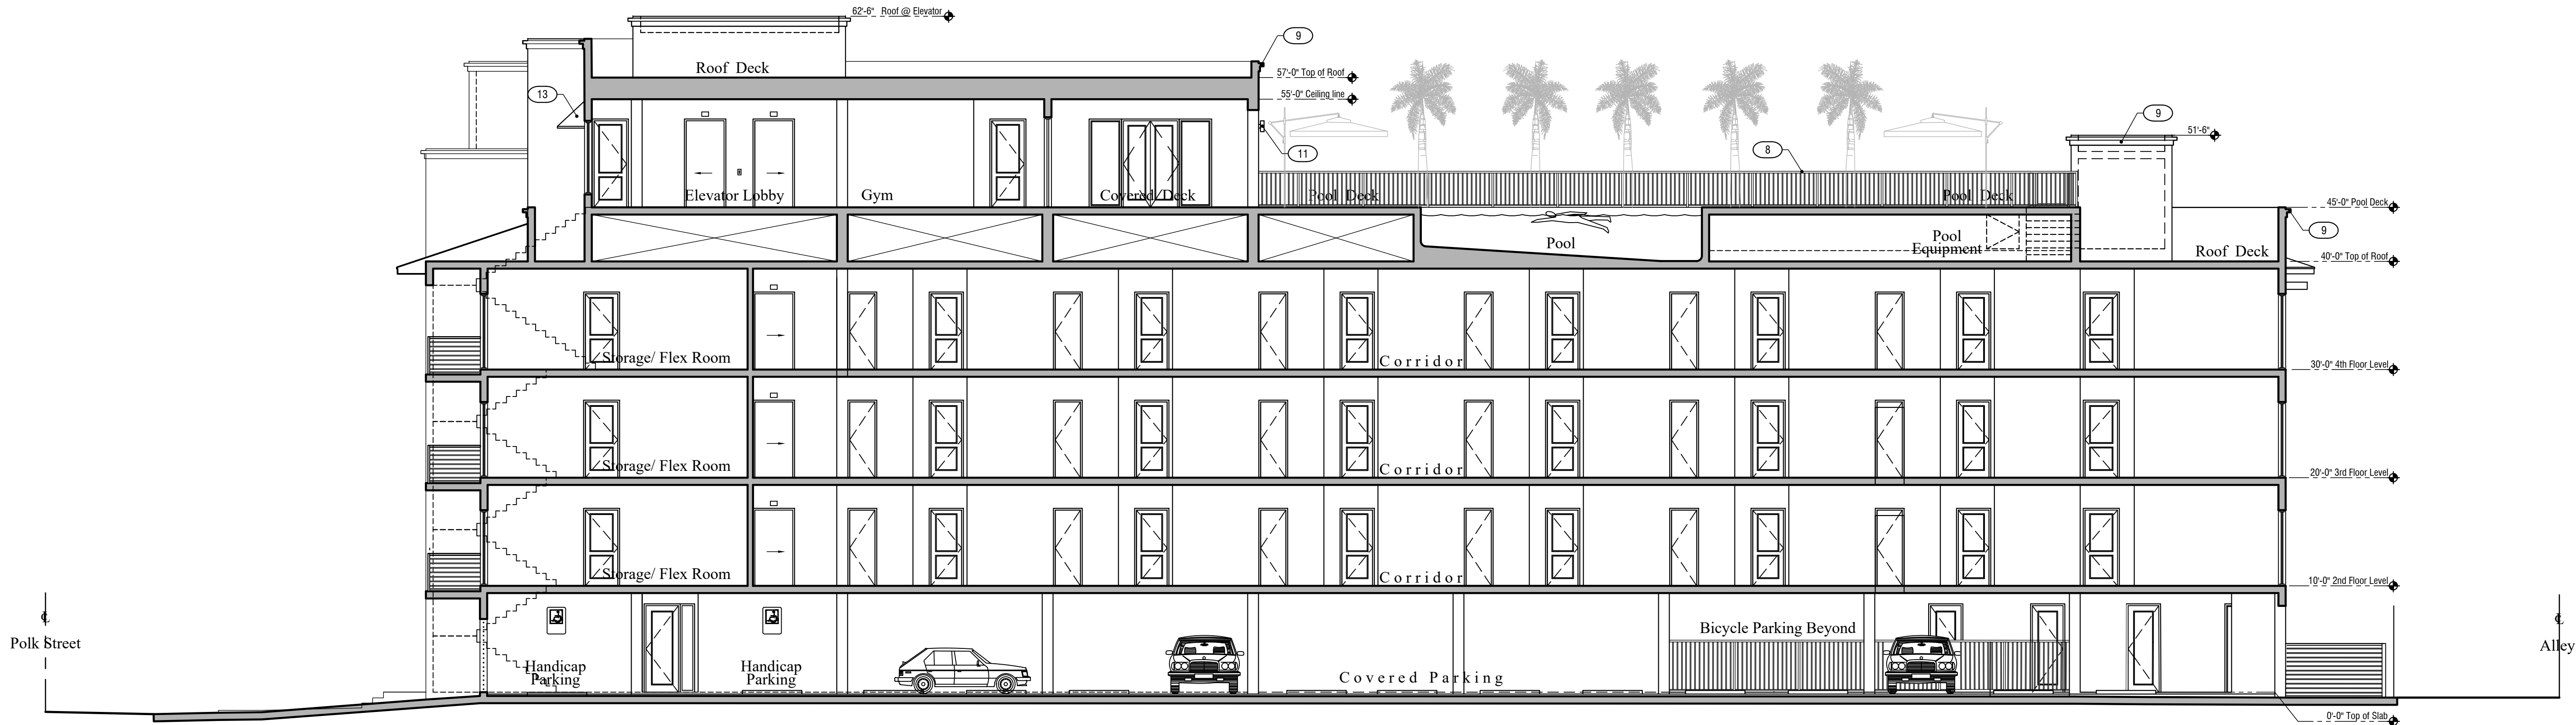 62'-6" Roof @ Elevator
9
Roof Deck
57'-0" Top of Roof
55'-0" Ceiling line
13
11
9
51'-6"
8
Elevator Lobby
Gym
Covered Deck
Pool Deck
Pool Deck
45'-0" Pool Deck
9
Pool
Pool
Equipment
Roof Deck
40'-0" Top of Roof
Storage/ Flex Room
Corridor
30'-0" 4th Floor Level
Storage/ Flex Room
Corridor
20'-0" 3rd Floor Level
Storage/ Flex Room
Corridor
10'-0" 2nd Floor Level
℄
Polk Street
Bicycle Parking Beyond
℄
Alley
Handicap
Parking
Handicap
Parking
Covered Parking
0'-0" Top of Slab